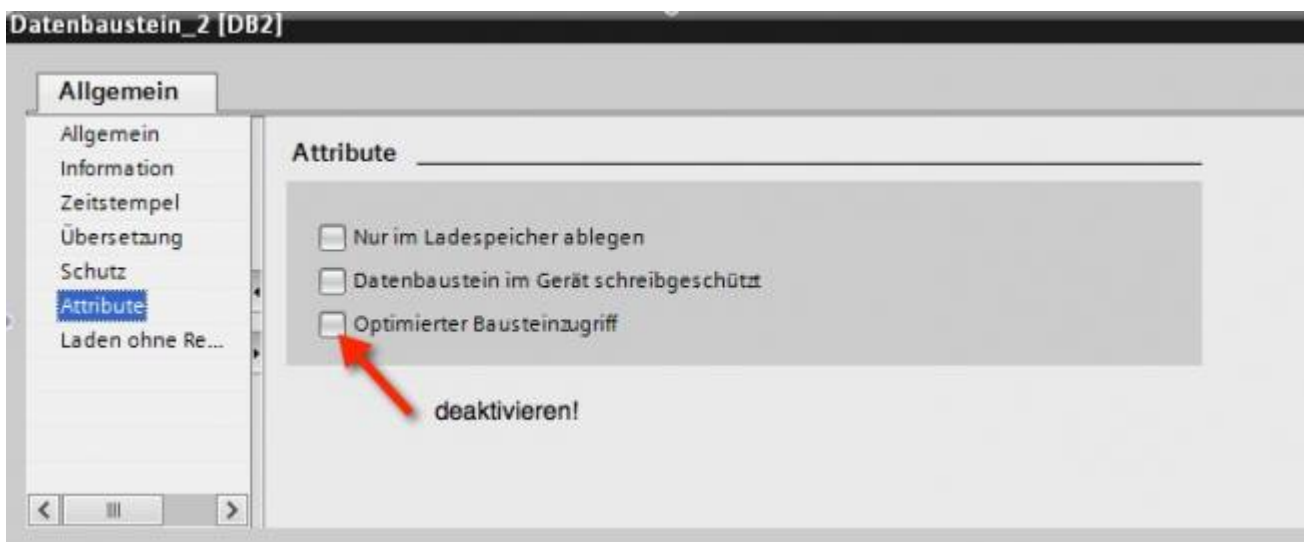 Datenbaustein_2 [DB2]
Allgemein
Allgemein
Information
Zeitstempel
Übersetzung
Schutz
Attribute
Laden ohne Re...
Attribute
Nur im Ladespeicher ablegen
Datenbaustein im Gerät schreibgeschützt
Optimierter Bausteinzugriff
deaktivieren!